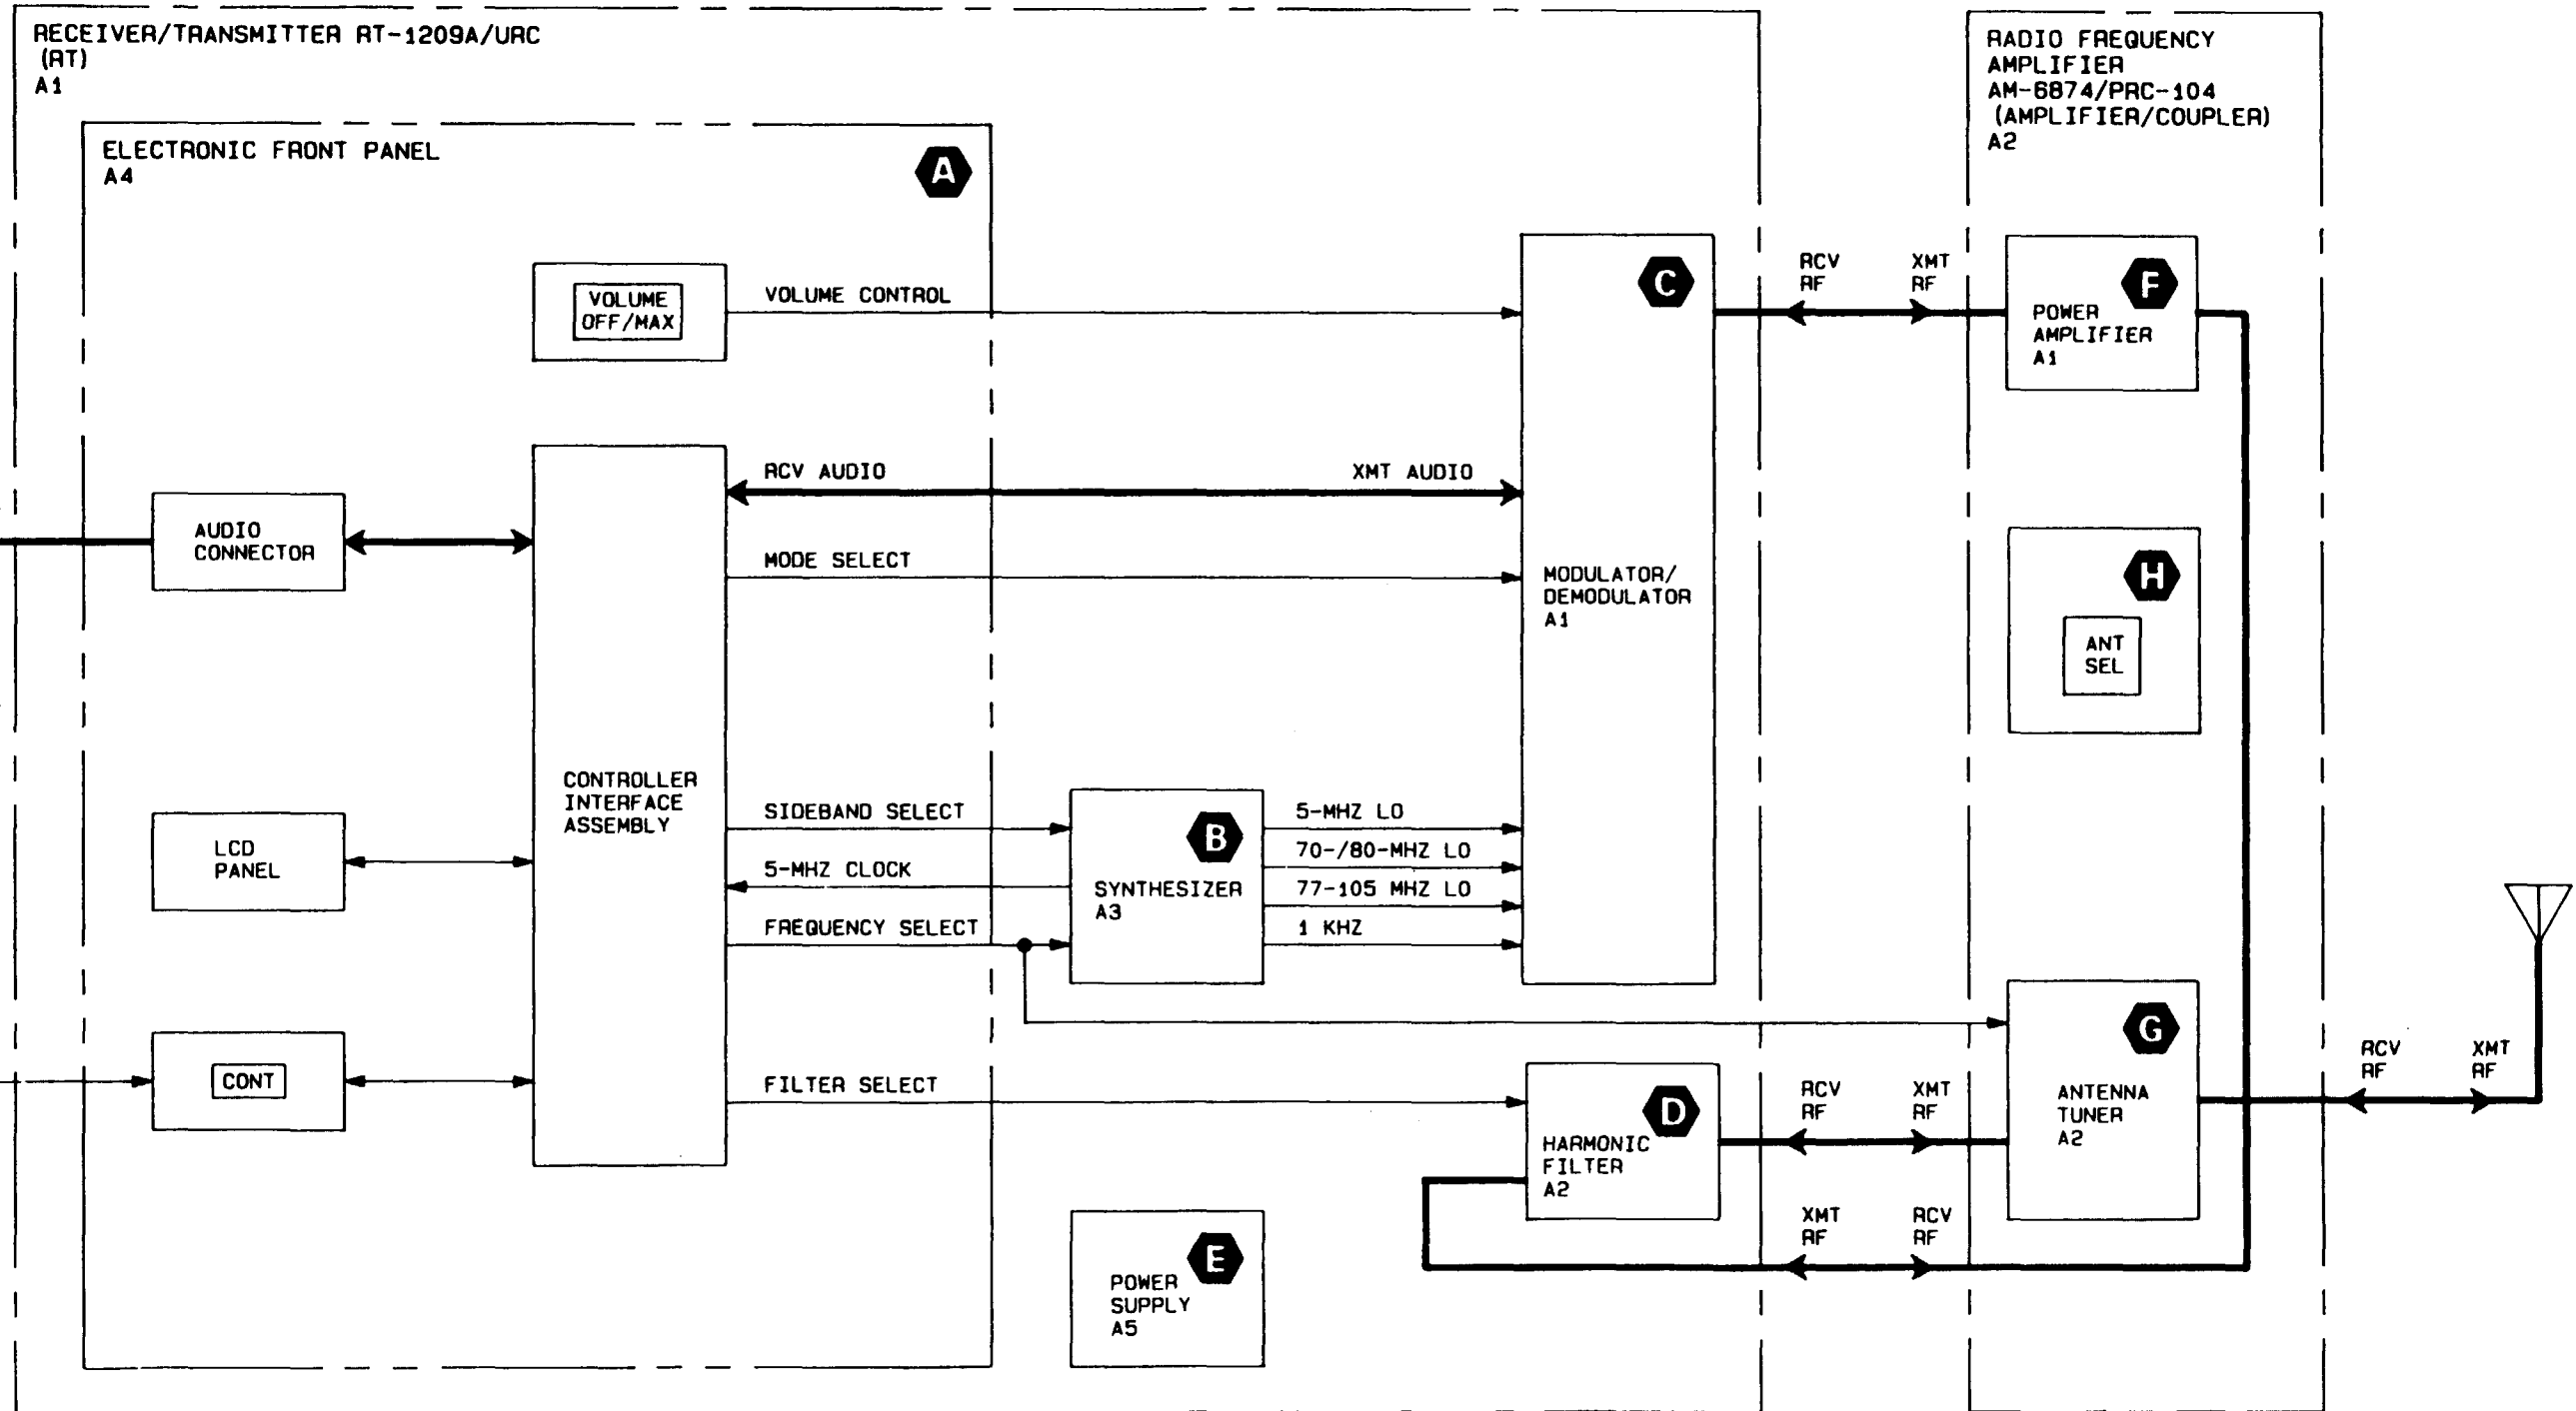 RECEIVER/TRANSMITTER RT-1209A/URC
(RT)
A1
ELECTRONIC FRONT PANEL
A4
A
VOLUME
OFF/MAX
VOLUME CONTROL
AUDIO
CONNECTOR
RCV AUDIO
XMT AUDIO
MODE SELECT
LCD
PANEL
CONTROLLER
INTERFACE
ASSEMBLY
SIDEBAND SELECT
5-MHZ CLOCK
FREQUENCY SELECT
CONT
FILTER SELECT
B
SYNTHESIZER
A3
5-MHZ LO
70-/80-MHZ LO
77-105 MHZ LO
1 KHZ
C
MODULATOR/
DEMODULATOR
A1
D
HARMONIC
FILTER
A2
E
POWER
SUPPLY
A5
RCV
RF
XMT
RF
RCV
RF
XMT
RF
XMT
RF
RCV
RF
RADIO FREQUENCY
AMPLIFIER
AM-6874/PRC-104
(AMPLIFIER/COUPLER)
A2
F
POWER
AMPLIFIER
A1
H
ANT
SEL
G
ANTENNA
TUNER
A2
RCV
RF
XMT
RF